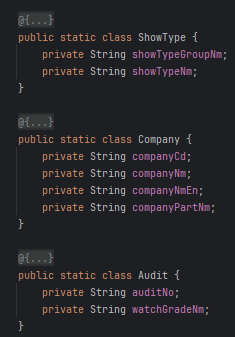 @{...}
public static class ShowType {
private String showTypeGroupNm;
private String showTypeNm;
}
@{...}
public static class Company {
private String companyCd;
private String companyNm;
private String companyNmEn;
private String companyPartNm;
}
@{...}
public static class Audit {
private String auditNo;
private String watchGradeNm;
}